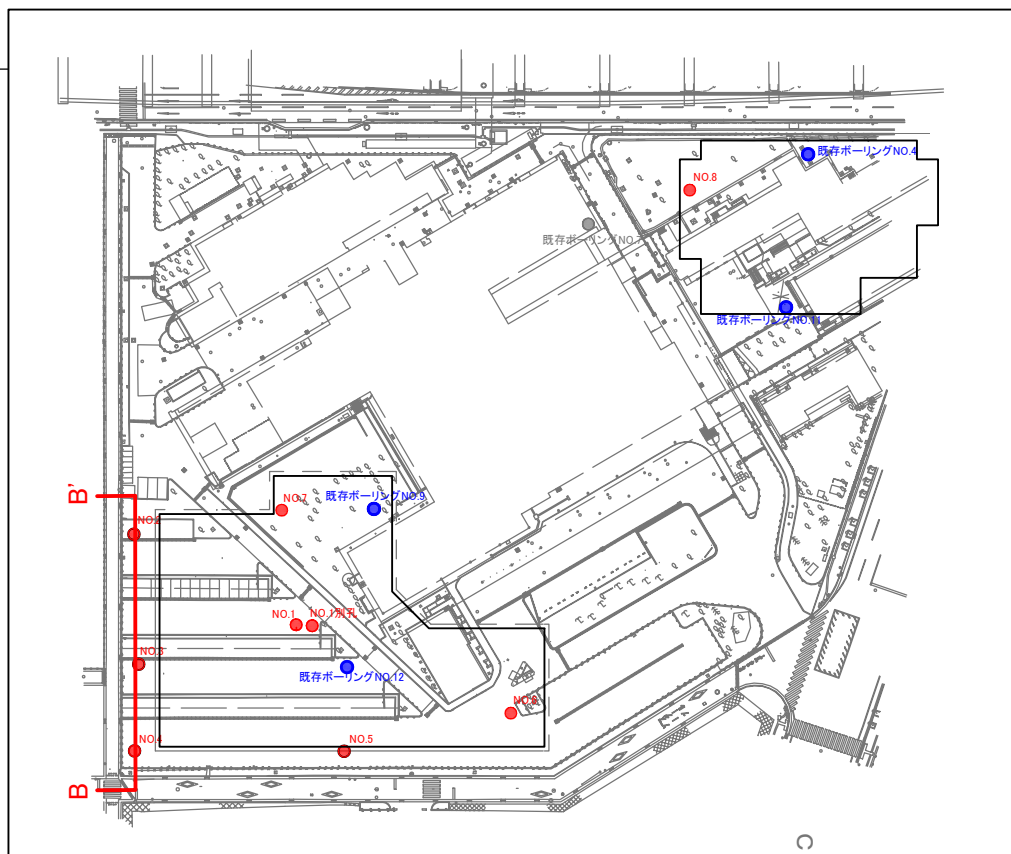 既存ボーリングNO.4
NO.8
既存ボーリングNO.7
既存ボーリングNO.11
B'
NO.7
既存ボーリングNO.9
NO.2
NO.1
NO.1別孔
NO.3
既存ボーリングNO.12
NO.6
NO.4
NO.5
B
C